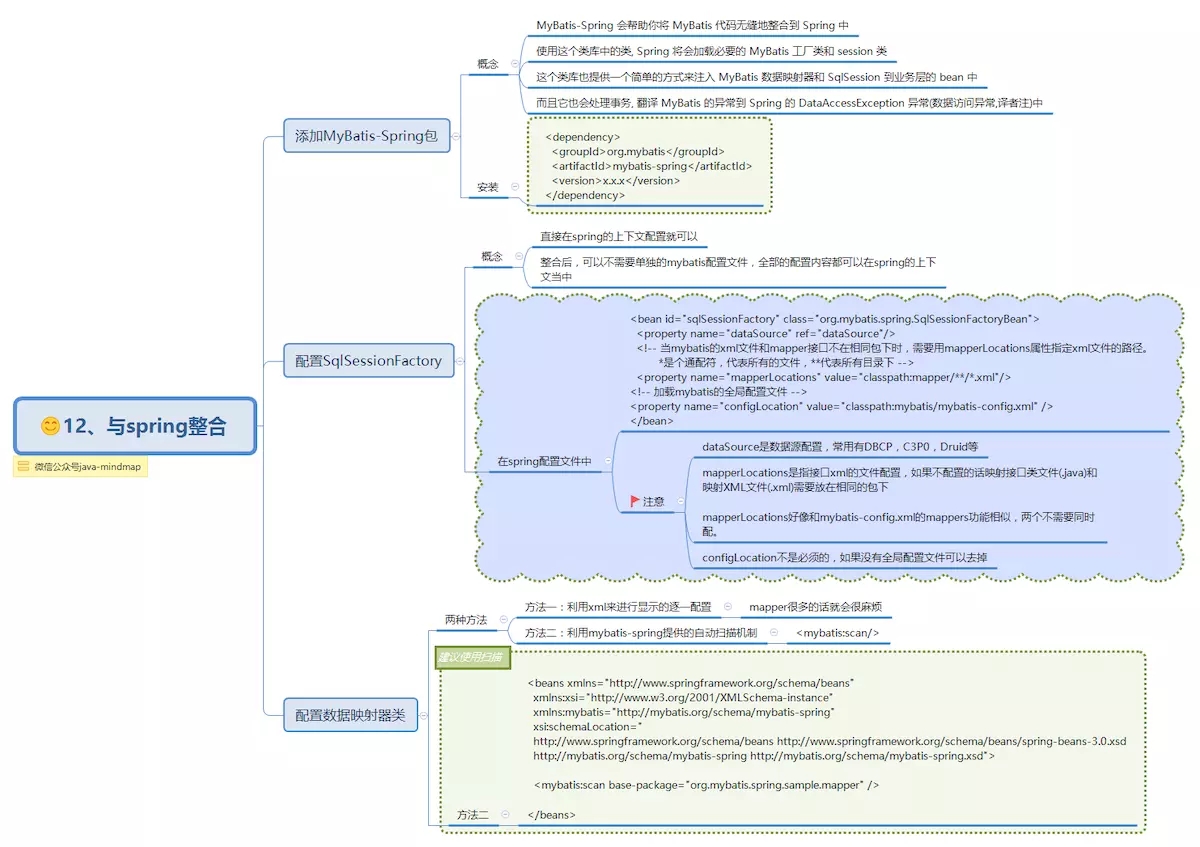 12、与spring整合
微信公众号java-mindmap
添加MyBatis-Spring包
概念
MyBatis-Spring 会帮助你将 MyBatis 代码无缝地整合到 Spring 中
使用这个类库中的类, Spring 将会加载必要的 MyBatis 工厂类和 session 类
这个类库也提供一个简单的方式来注入 MyBatis 数据映射器和 SqlSession 到业务层的 bean 中
而且它也会处理事务, 翻译 MyBatis 的异常到 Spring 的 DataAccessException 异常(数据访问异常,译者注)中
安装
<dependency>
<groupId>org.mybatis</groupId>
<artifactId>mybatis-spring</artifactId>
<version>x.x.x</version>
</dependency>
配置SqlSessionFactory
概念
直接在spring的上下文配置就可以
整合后，可以不需要单独的mybatis配置文件，全部的配置内容都可以在spring的上下
文当中
在spring配置文件中
<bean id="sqlSessionFactory" class="org.mybatis.spring.SqlSessionFactoryBean">
<property name="dataSource" ref="dataSource"/>
<!-- 当mybatis的xml文件和mapper接口不在相同包下时，需要用mapperLocations属性指定xml文件的路径。
*是个通配符，代表所有的文件，**代表所有目录下 -->
<property name="mapperLocations" value="classpath:mapper/**/*.xml"/>
<!-- 加载mybatis的全局配置文件 -->
<property name="configLocation" value="classpath:mybatis/mybatis-config.xml" />
</bean>
注意
dataSource是数据源配置，常用有DBCP，C3P0，Druid等
mapperLocations是指接口xml的文件配置，如果不配置的话映射接口类文件(.java)和
映射XML文件(.xml)需要放在相同的包下
mapperLocations好像和mybatis-config.xml的mappers功能相似，两个不需要同时
配。
configLocation不是必须的，如果没有全局配置文件可以去掉
配置数据映射器类
两种方法
方法一：利用xml来进行显示的逐一配置
mapper很多的话就会很麻烦
方法二：利用mybatis-spring提供的自动扫描机制
<mybatis:scan/>
建议使用扫描
方法二
<beans xmlns="http://www.springframework.org/schema/beans"
xmlns:xsi="http://www.w3.org/2001/XMLSchema-instance"
xmlns:mybatis="http://mybatis.org/schema/mybatis-spring"
xsi:schemaLocation="
http://www.springframework.org/schema/beans http://www.springframework.org/schema/beans/spring-beans-3.0.xsd
http://mybatis.org/schema/mybatis-spring http://mybatis.org/schema/mybatis-spring.xsd">
<mybatis:scan base-package="org.mybatis.spring.sample.mapper" />
</beans>